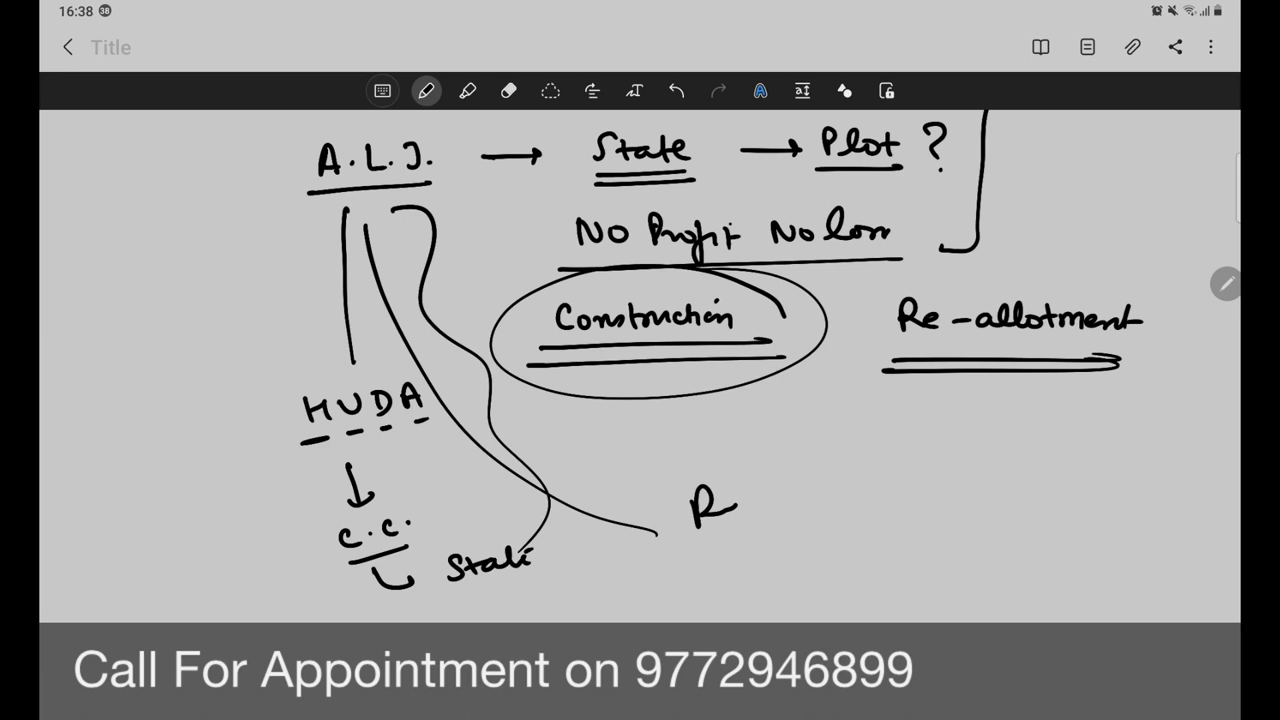 16:38 38
Title
A.L.J. → State → Plot ?
No Profit No loss
Construction
Re-allotment
HUDA
R
C.C.
State
Call For Appointment on 9772946899